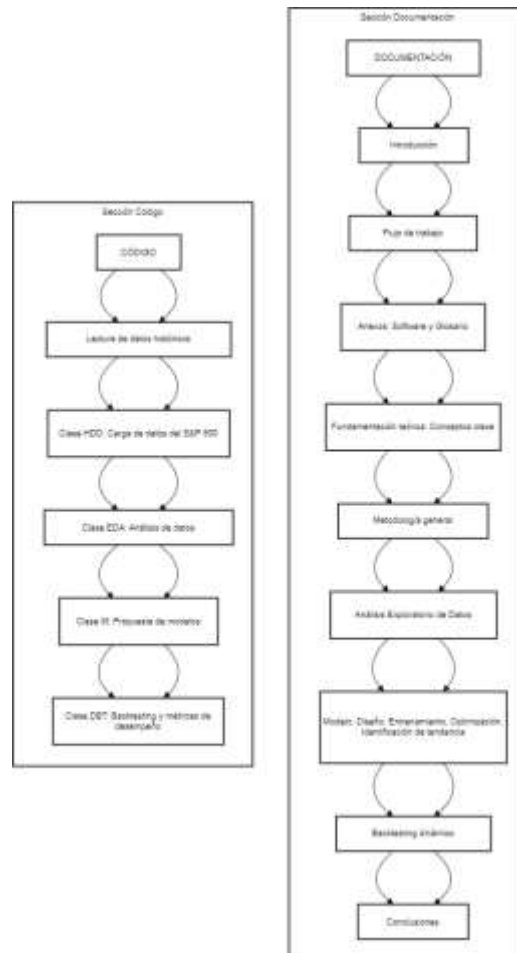 Sección Código
CÓDIGO
Lectura de datos históricos
Clase HDD: Carga de datos del S&P 500
Clase EDA: Análisis de datos
Clase M: Propuesta de modelos
Clase DBT: Backtesting y métricas de
desempeño
Sección Documentación
DOCUMENTACIÓN
Introducción
Flujo de trabajo
Anexos: Software y Glosario
Fundamentación teórica: Conceptos clave
Metodología general
Análisis Exploratorio de Datos
Modelo: Diseño, Entrenamiento, Optimización,
Identificación de tendencia
Backtesting dinámico
Conclusiones